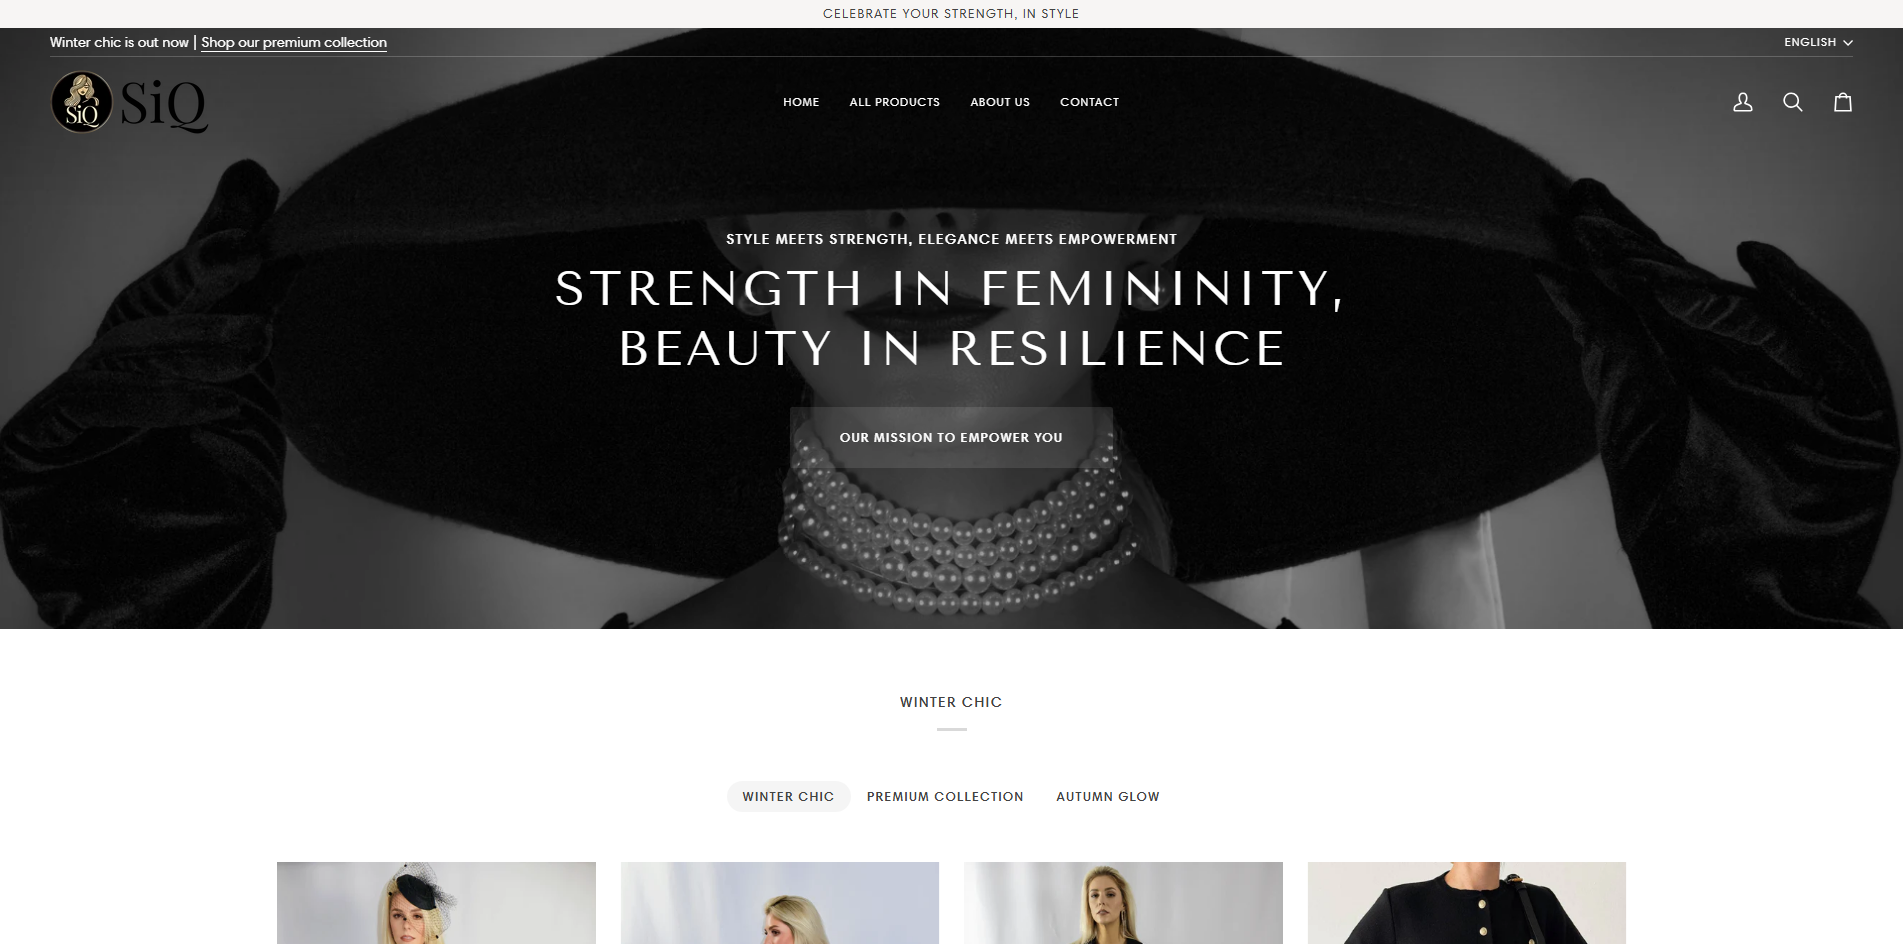 CELEBRATE YOUR STRENGTH, IN STYLE
Winter chic is out now | Shop our premium collection
ENGLISH
SiQ
SiQ
HOME
ALL PRODUCTS
ABOUT US
CONTACT
STYLE MEETS STRENGTH, ELEGANCE MEETS EMPOWERMENT
STRENGTH IN FEMININITY,
BEAUTY IN RESILIENCE
OUR MISSION TO EMPOWER YOU
WINTER CHIC
WINTER CHIC
PREMIUM COLLECTION
AUTUMN GLOW